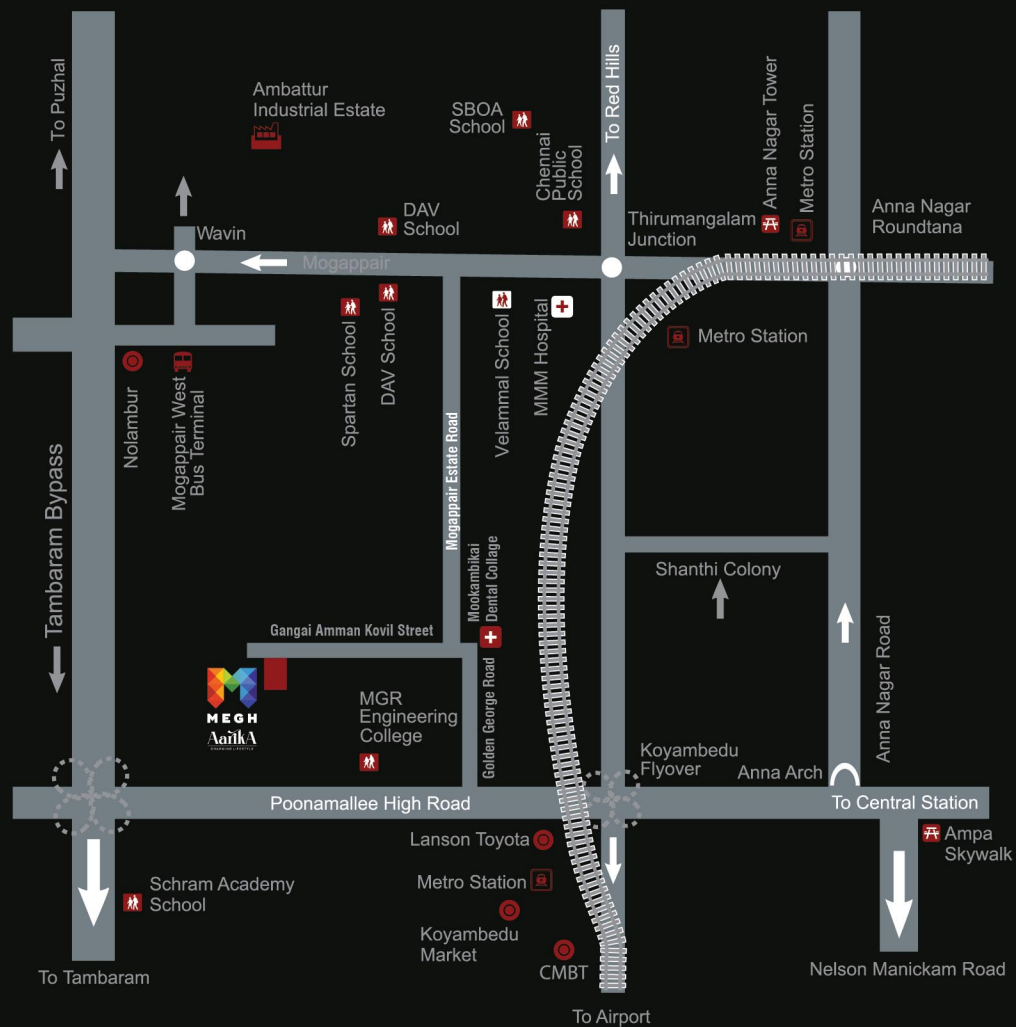 To Puzhal
Ambattur
Industrial Estate
SBOA
School
Chennai
Public
School
To Red Hills
Anna Nagar Tower
Metro Station
Wavin
DAV
School
Thirumangalam
Junction
Anna Nagar
Roundtana
Mogappair
Nolambur
Mogappair West
Bus Terminal
Spartan School
DAV School
Velammal School
MMM Hospital
Metro Station
Tambaram Bypass
Mogappair Estate Road
Mookambikai
Dental Collage
Shanthi Colony
Gangai Amman Kovil Street
MEGH
AarikA
MGR
Engineering
College
Golden George Road
Koyambedu
Flyover
Anna Arch
Anna Nagar Road
Poonamallee High Road
To Central Station
Lanson Toyota
Ampa
Skywalk
Metro Station
Schram Academy
School
Koyambedu
Market
CMBT
To Tambaram
Nelson Manickam Road
To Airport